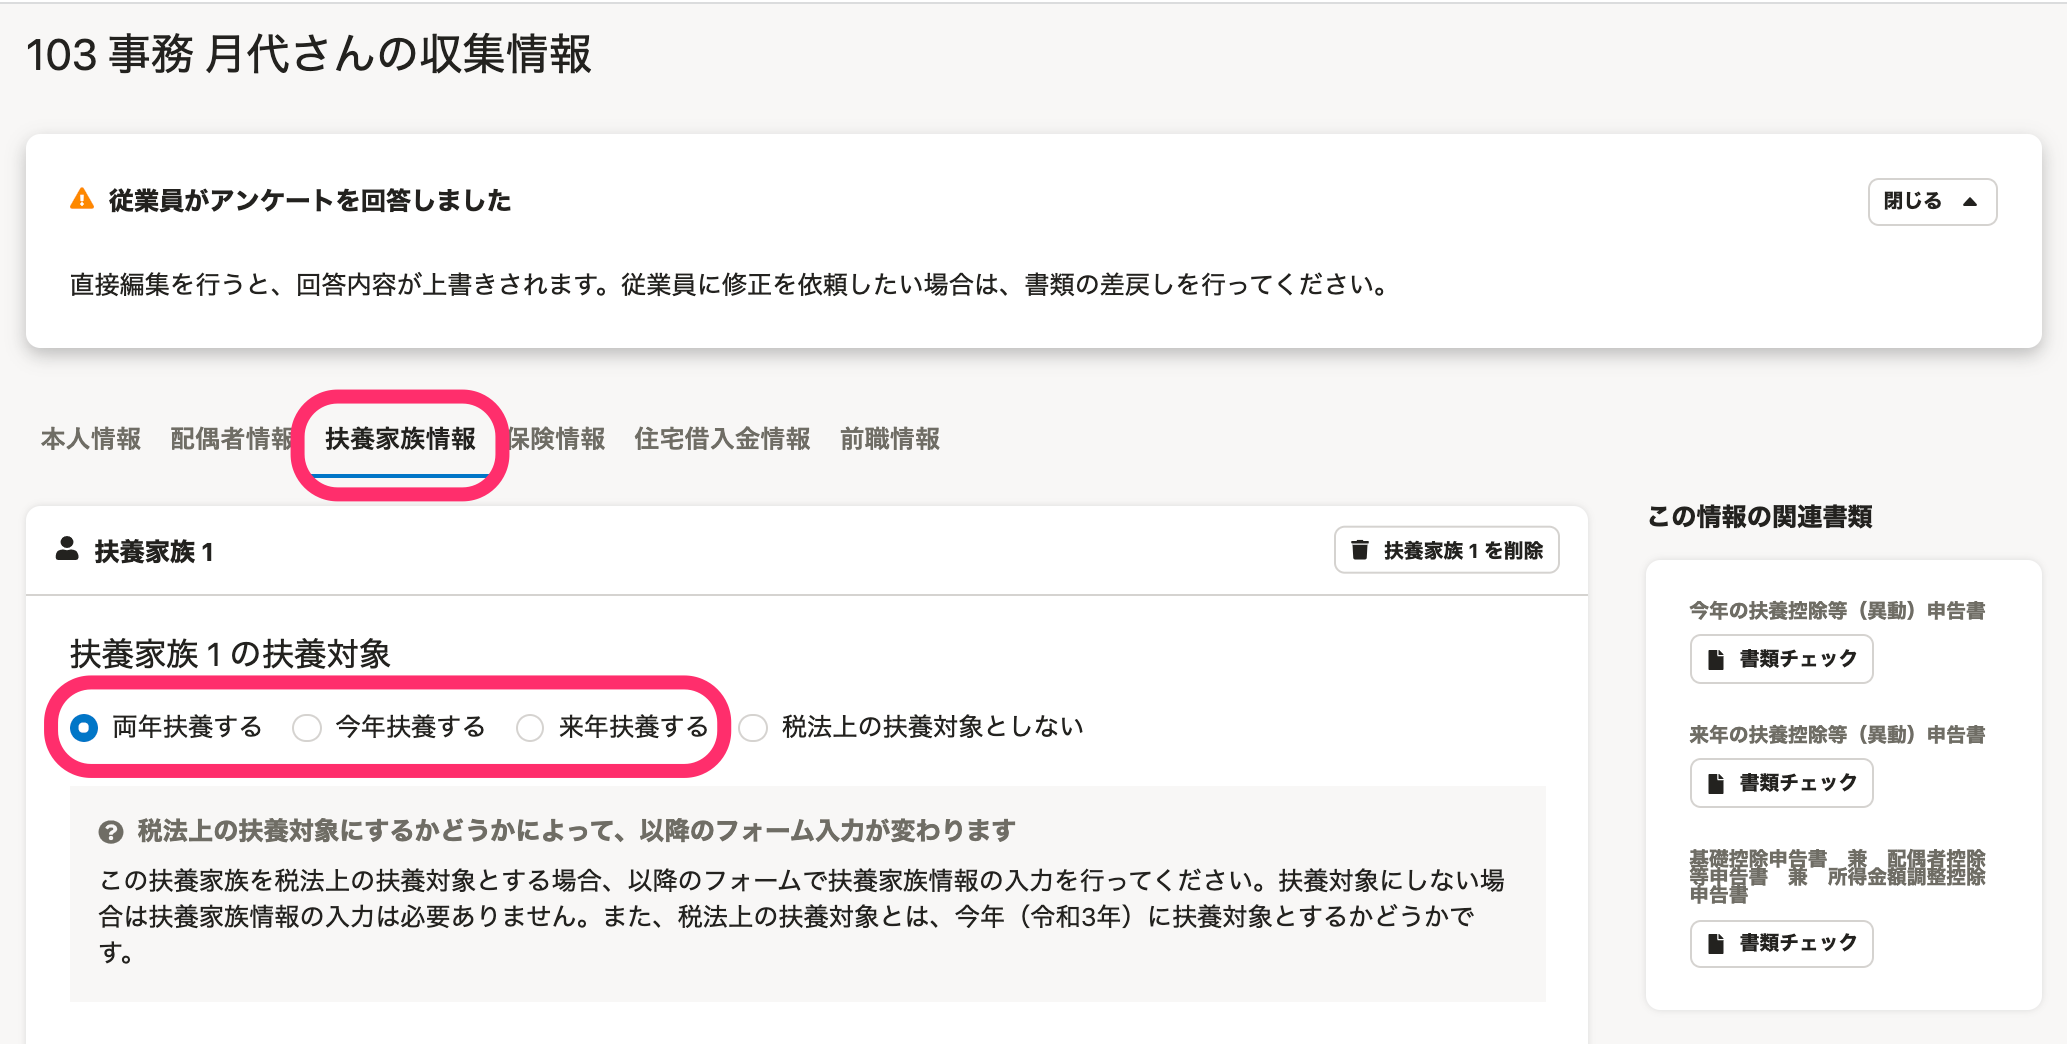 103 事務 月代さんの収集情報
従業員がアンケートを回答しました
閉じる
直接編集を行うと、回答内容が上書きされます。従業員に修正を依頼したい場合は、書類の差戻しを行ってください。
本人情報 配偶者情報 扶養家族情報 保険情報 住宅借入金情報 前職情報
扶養家族 1
扶養家族 1 を削除
扶養家族 1 の扶養対象
両年扶養する 今年扶養する 来年扶養する 税法上の扶養対象としない
税法上の扶養対象にするかどうかによって、以降のフォーム入力が変わります
この扶養家族を税法上の扶養対象とする場合、以降のフォームで扶養家族情報の入力を行ってください。扶養対象にしない場
合は扶養家族情報の入力は必要ありません。また、税法上の扶養対象とは、今年（令和3年）に扶養対象とするかどうかで
す。
この情報の関連書類
今年の扶養控除等（異動）申告書
書類チェック
来年の扶養控除等（異動）申告書
書類チェック
基礎控除申告書　兼　配偶者控除
等申告書　兼　所得金額調整控除
申告書
書類チェック